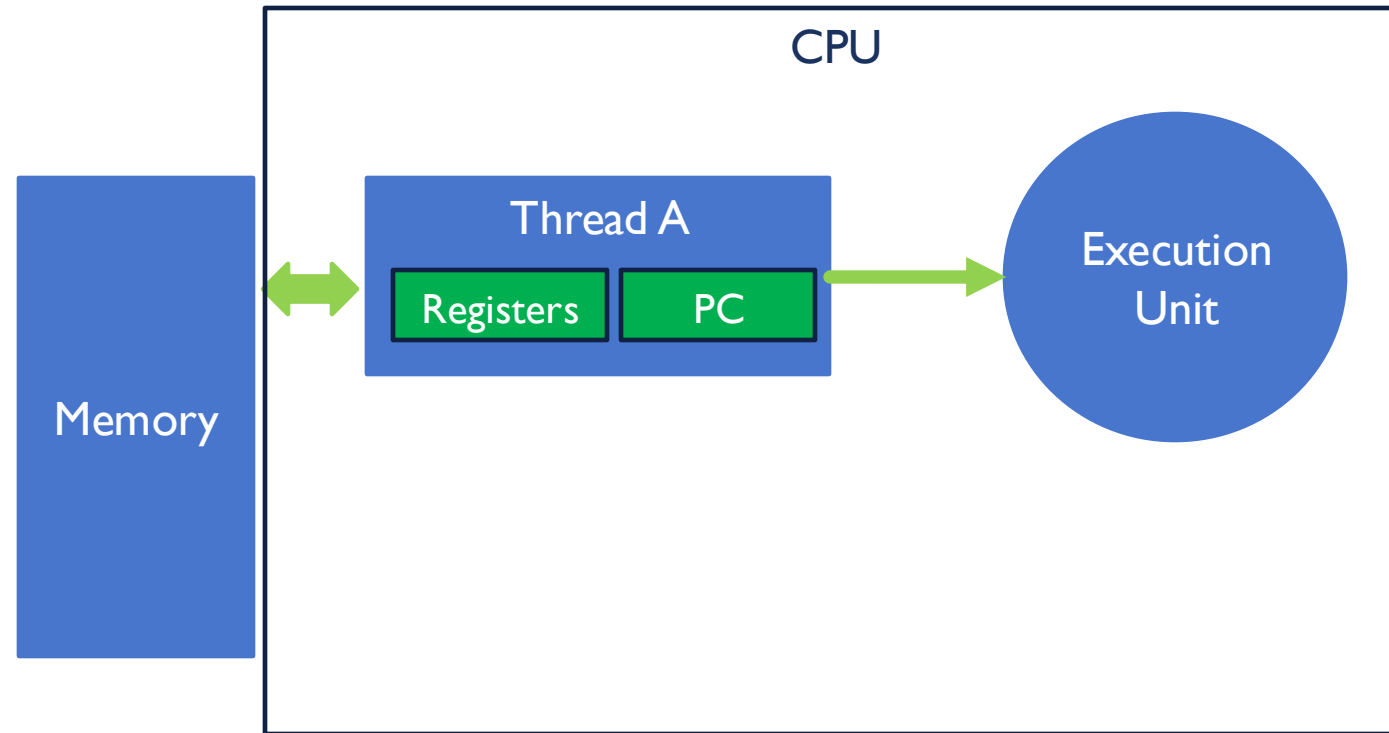 CPU
Thread A
Registers
PC
Execution
Unit
Memory